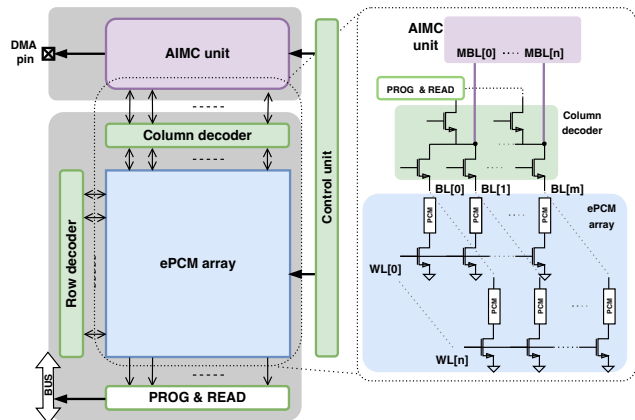 DMA
pin
AIMC unit
Column decoder
Row decoder
ePCM array
Control unit
BUS
PROG & READ
AIMC
unit
MBL[0]
MBL[n]
PROG & READ
Column
decoder
BL[0]
BL[1]
BL[m]
ePCM
array
PCM
PCM
PCM
WL[0]
PCM
PCM
PCM
WL[n]